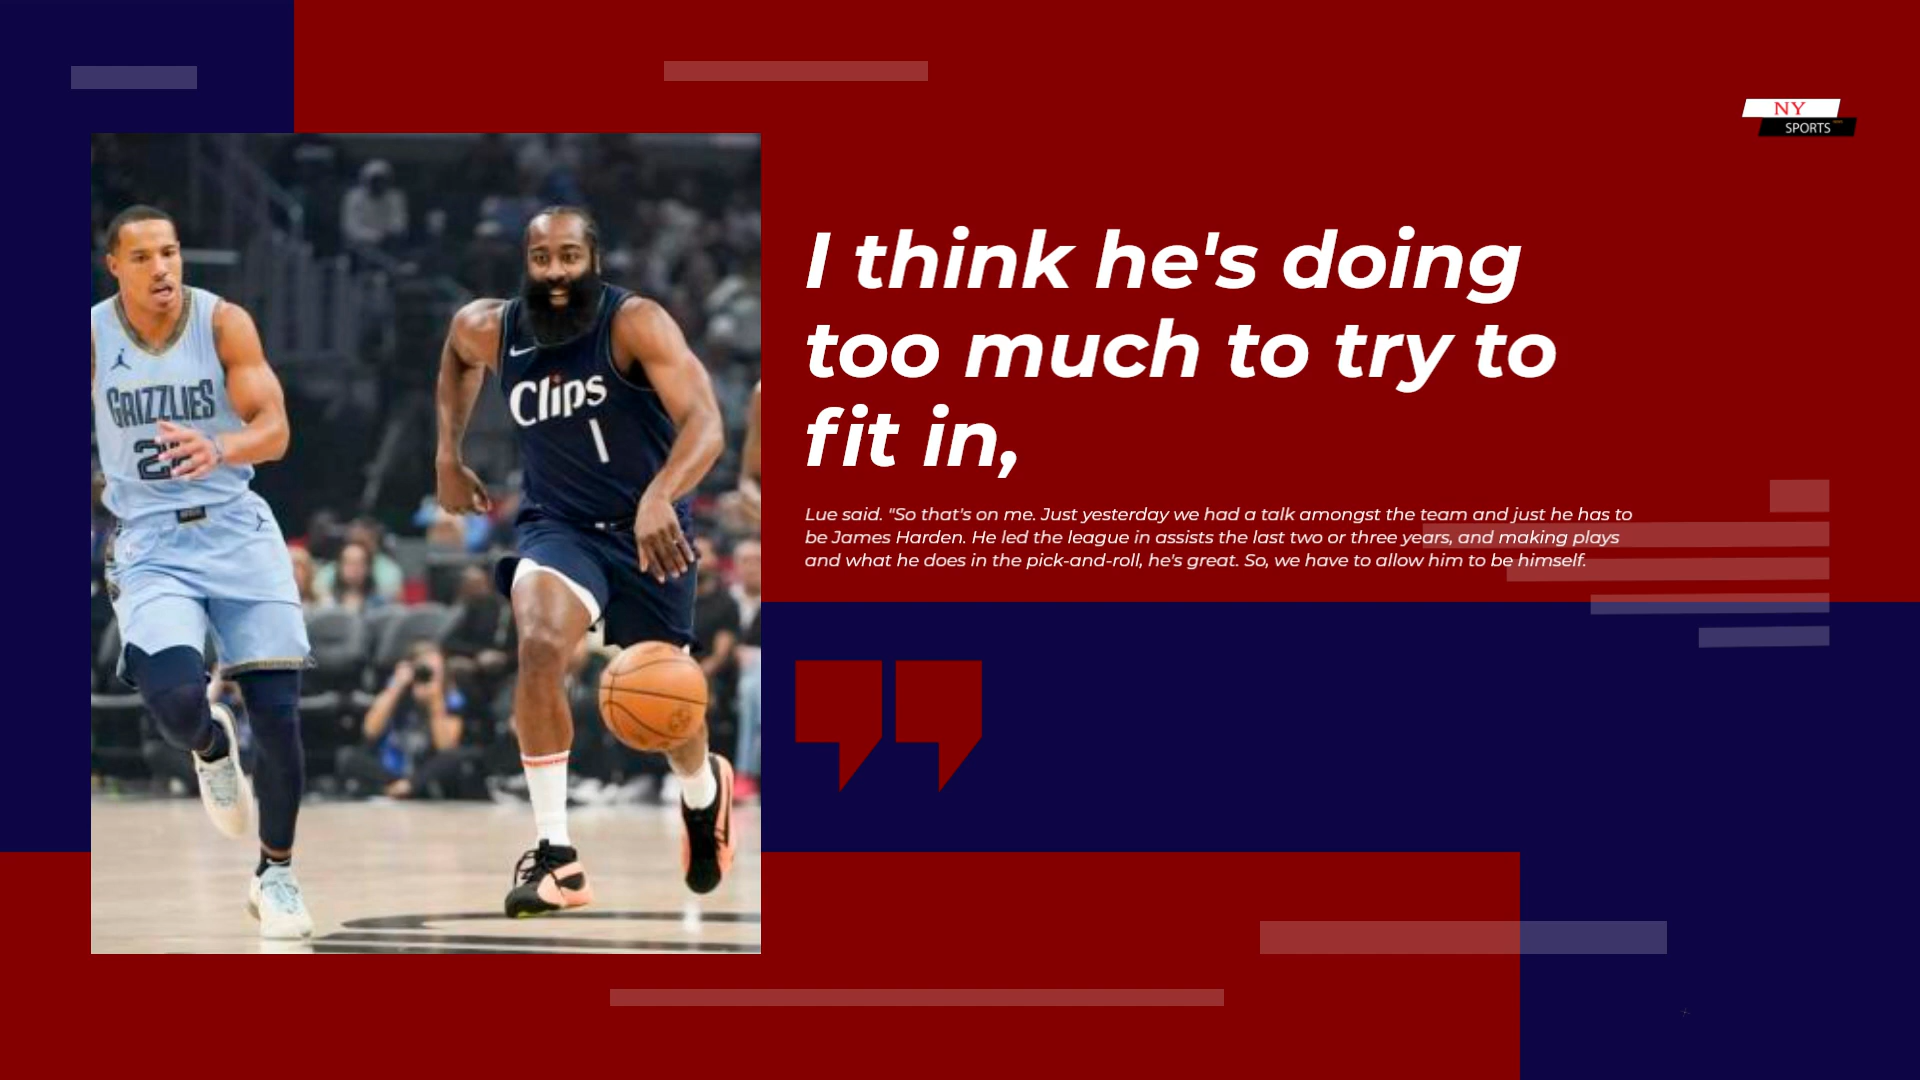 NY
SPORTS
I think he's doing
too much to try to
fit in,
Lue said. "So that's on me. Just yesterday we had a talk amongst the team and just he has to
be James Harden. He led the league in assists the last two or three years, and making plays
and what he does in the pick-and-roll, he's great. So, we have to allow him to be himself.
GRIZZLIES
Clips
1